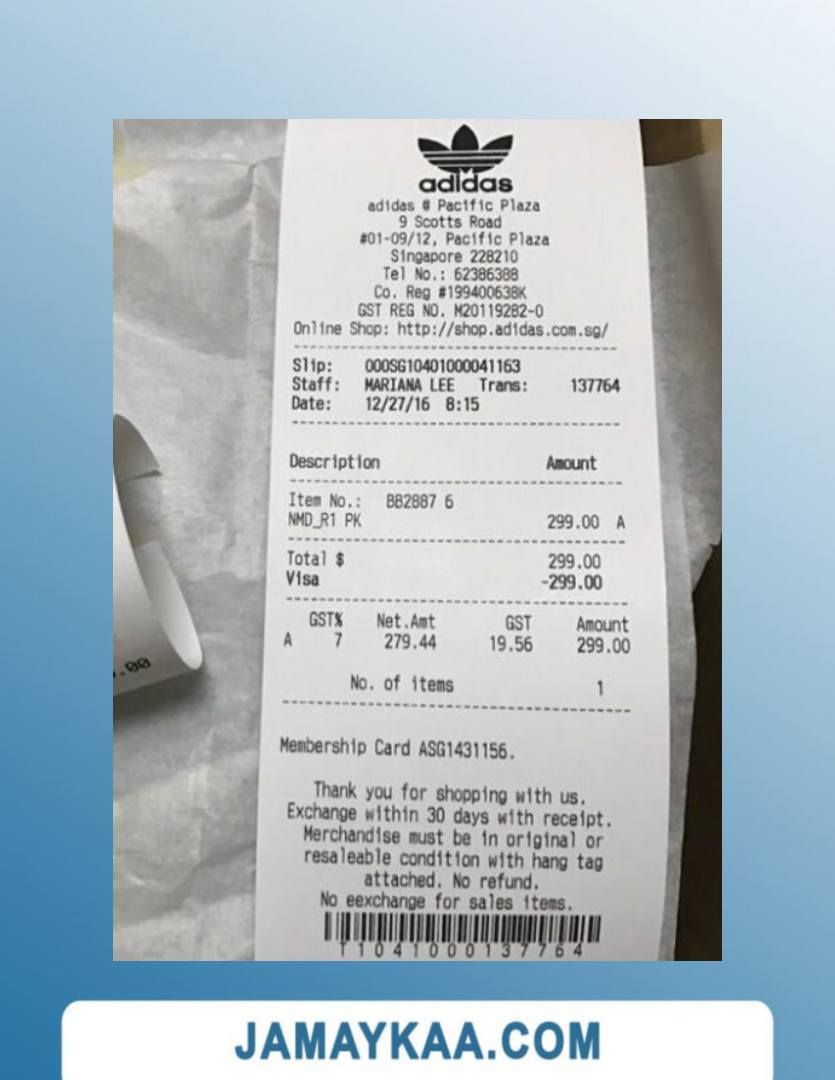 adidas
adidas @ Pacific Plaza
9 Scotts Road
#01-09/12, Pacific Plaza
Singapore 228210
Tel No.: 62386388
Co. Reg #199400638K
GST REG NO. M20119282-0
Online Shop: http://shop.adidas.com.sg/
Slip: 000SG10401000041163
Staff: MARIANA LEE Trans: 137764
Date: 12/27/16 8:15
Description Amount
Item No.: BB2887 6
NMD_R1 PK 299.00 A
Total $ 299.00
Visa -299.00
GST% Net.Amt GST Amount
A 7 279.44 19.56 299.00
No. of items 1
Membership Card ASG1431156.
Thank you for shopping with us.
Exchange within 30 days with receipt.
Merchandise must be in original or
resaleable condition with hang tag
attached. No refund.
No eexchange for sales items.
T10410000137764
.00
JAMAYKAA.COM